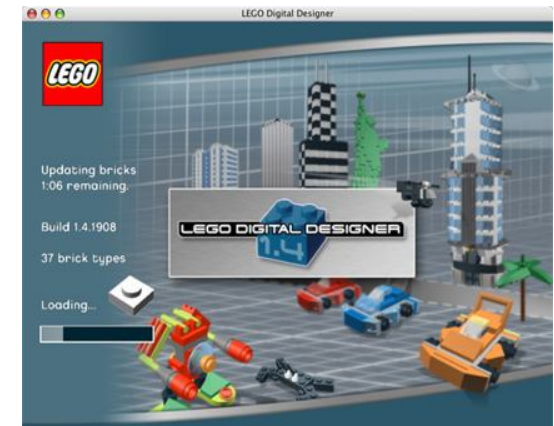 LEGO Digital Designer
LEGO
Updating bricks
1:06 remaining.
Build 1.4.1908
LEGO DIGITAL DESIGNER
1.4
37 brick types
Loading...